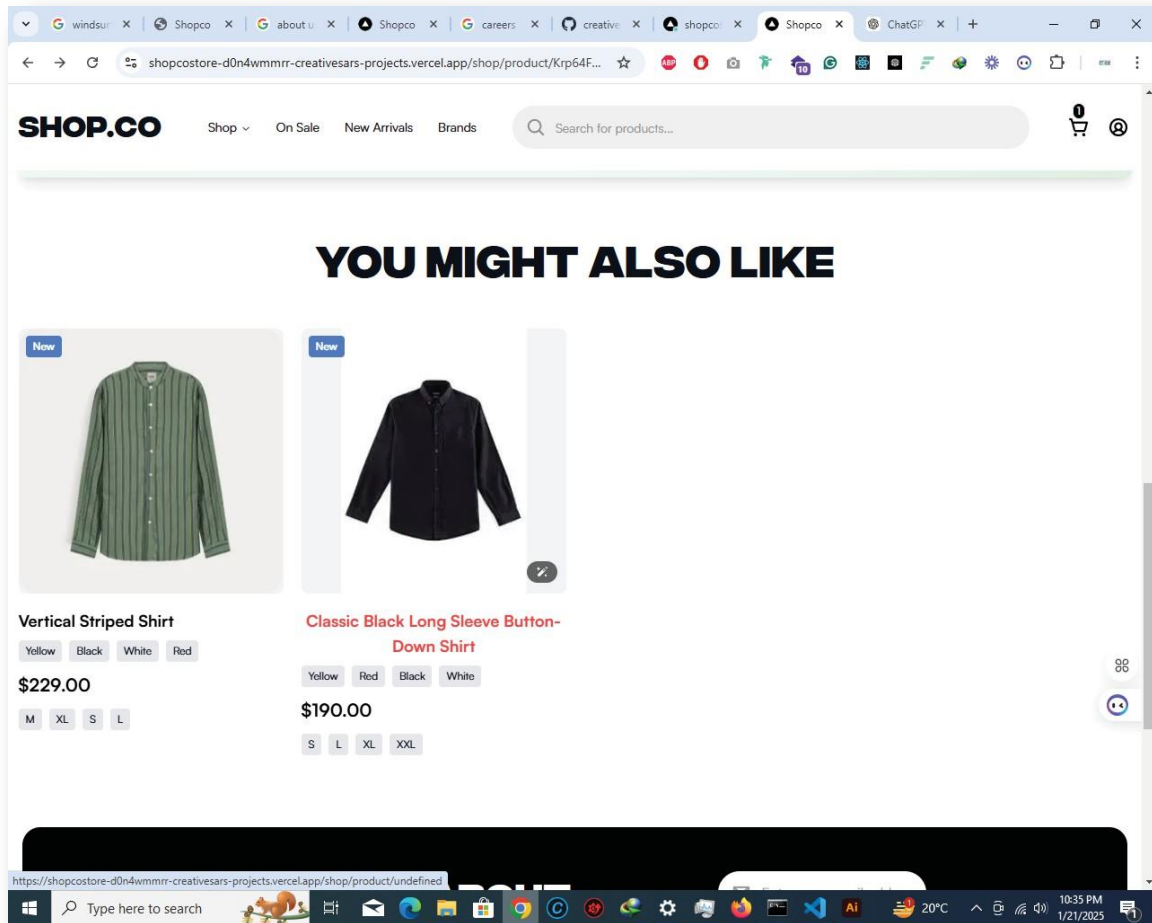 windsur
Shopco
about u
Shopco
careers
creative
shopco
Shopco
ChatGP
shopcostore-d0n4wmmrr-creativesars-projects.vercel.app/shop/product/Krp64F...
ABP
10
SHOP.CO
Shop
On Sale
New Arrivals
Brands
Search for products...
1
YOU MIGHT ALSO LIKE
New
New
Vertical Striped Shirt
Yellow Black White Red
$229.00
M XL S L
Classic Black Long Sleeve Button-
Down Shirt
Yellow Red Black White
$190.00
S L XL XXL
https://shopcostore-d0n4wmmrr-creativesars-projects.vercel.app/shop/product/undefined
Type here to search
Ai
20°C
10:35 PM
1/21/2025